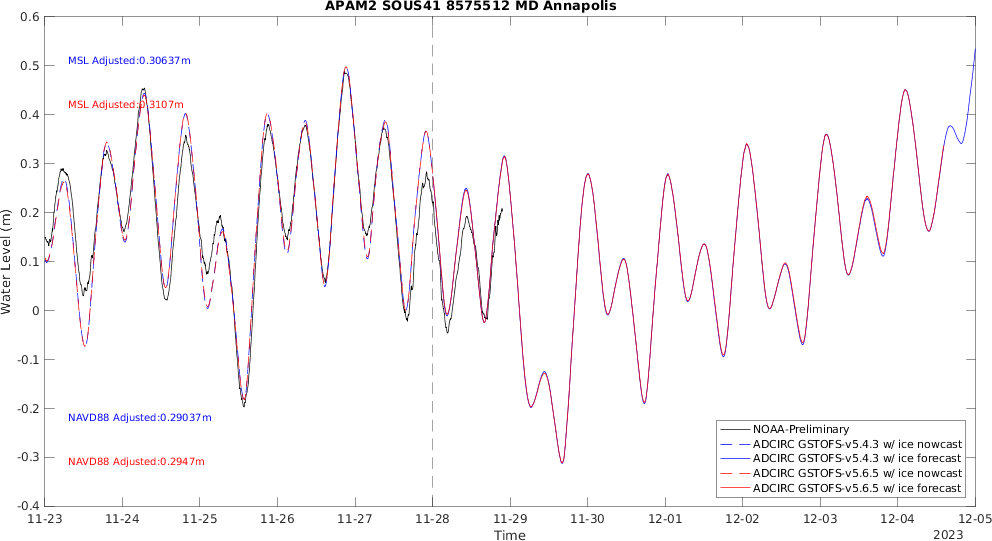 APAM2 SOUS41 8575512 MD Annapolis
0.6
0.5
0.4
0.3
0.2
0.1
0
-0.1
-0.2
-0.3
-0.4
Water Level (m)
MSL Adjusted:0.30637m
MSL Adjusted:0.3107m
NAVD88 Adjusted:0.29037m
NAVD88 Adjusted:0.2947m
NOAA-Preliminary
ADCIRC GSTOFS-v5.4.3 w/ ice nowcast
ADCIRC GSTOFS-v5.4.3 w/ ice forecast
ADCIRC GSTOFS-v5.6.5 w/ ice nowcast
ADCIRC GSTOFS-v5.6.5 w/ ice forecast
11-23 11-24 11-25 11-26 11-27 11-28 11-29 11-30 12-01 12-02 12-03 12-04 12-05
Time
2023